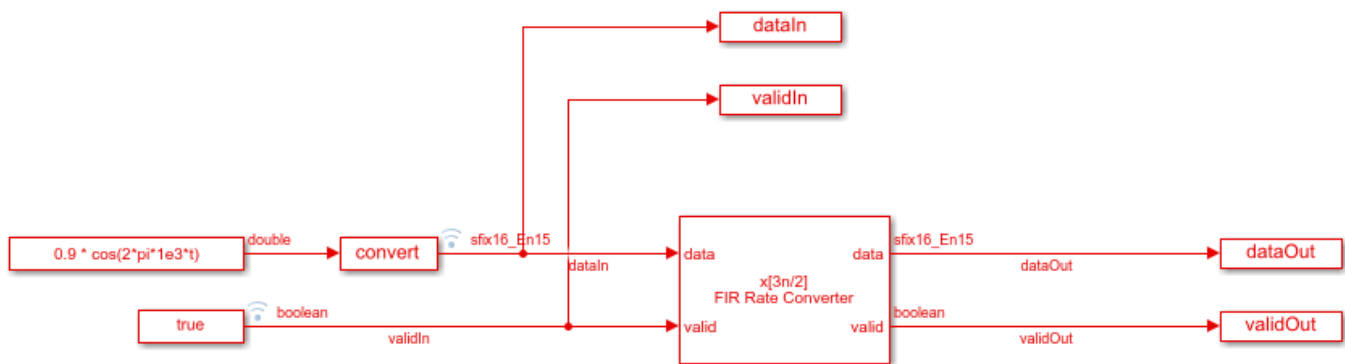 dataIn
validIn
0.9 * cos(2*pi*1e3*t)
double
convert
sfix16_En15
dataIn
true
boolean
validIn
data
valid
x[3n/2]
FIR Rate Converter
data
valid
sfix16_En15
dataOut
boolean
validOut
dataOut
validOut